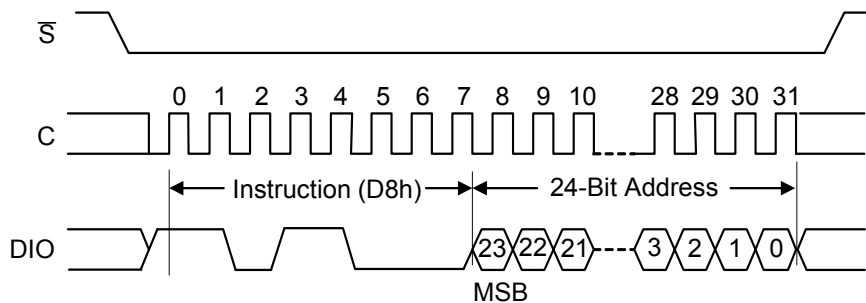 S
0 1 2 3 4 5 6 7 8 9 10 28 29 30 31
C
Instruction (D8h) 24-Bit Address
DIO 23 22 21 3 2 1 0
MSB